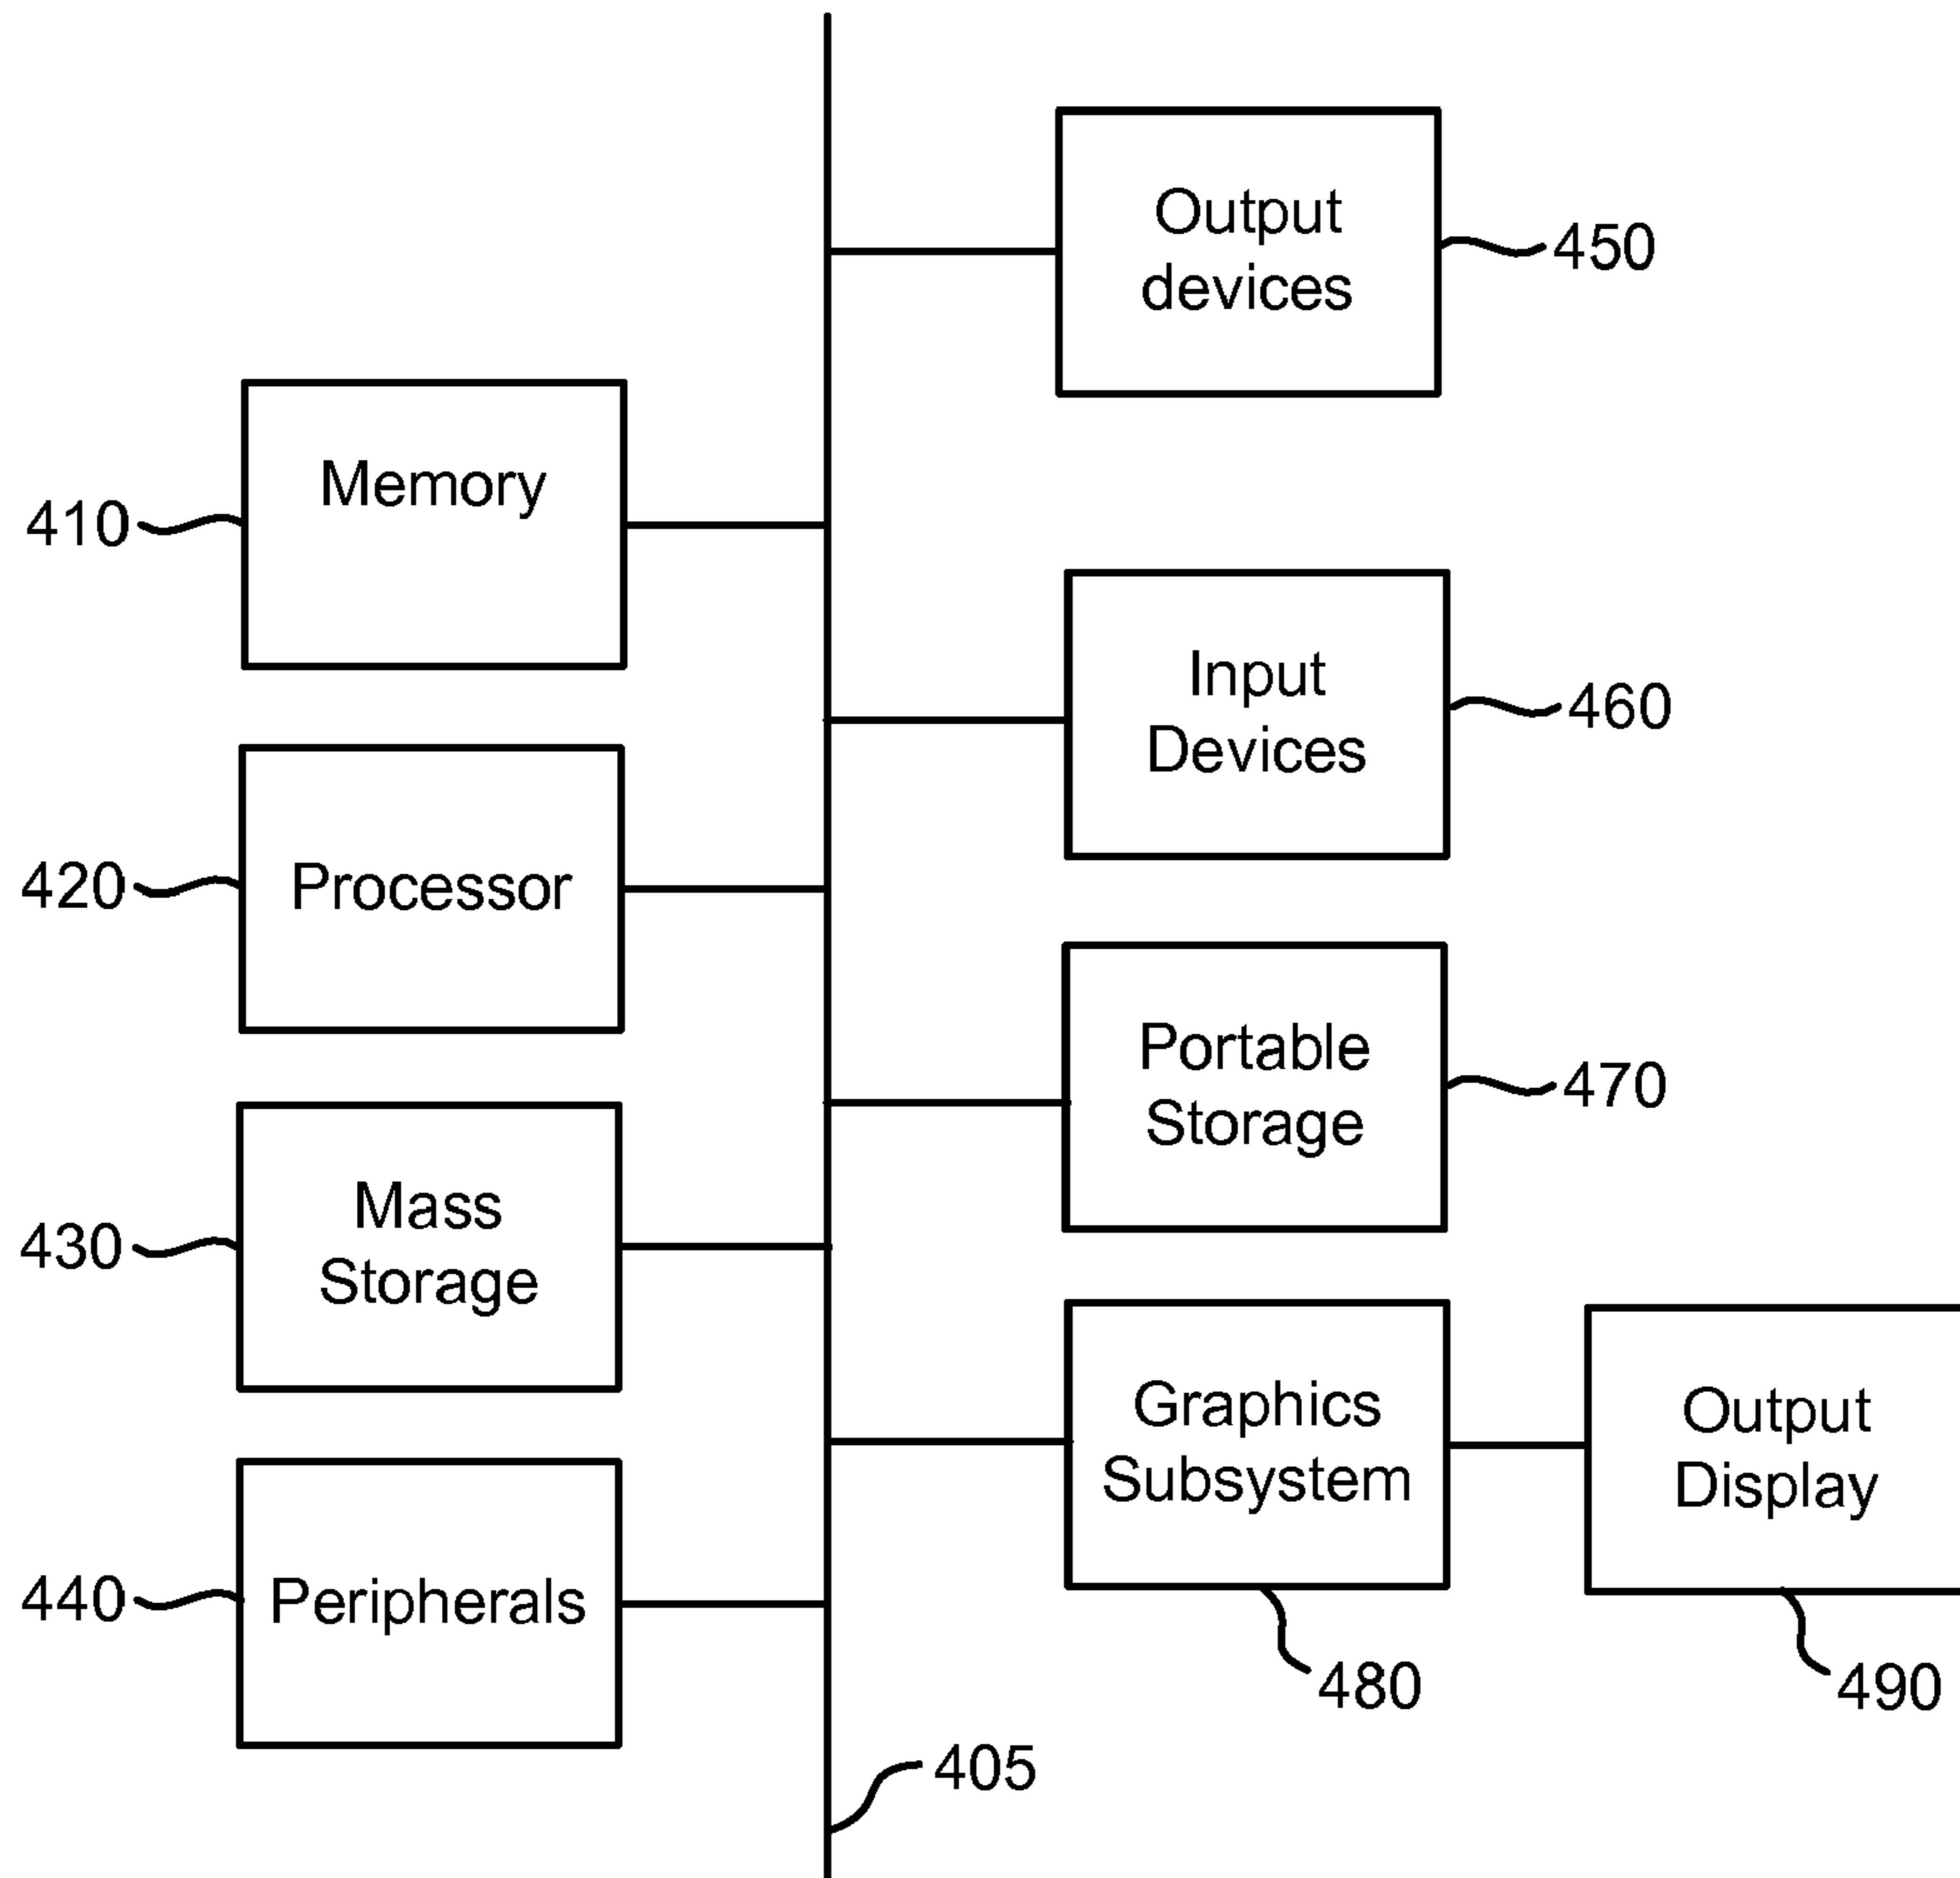 Output
devices
450
Memory
410
Input
Devices
460
Processor
420
Portable
Storage
470
Mass
Storage
430
Graphics
Subsystem
480
Output
Display
490
Peripherals
440
405